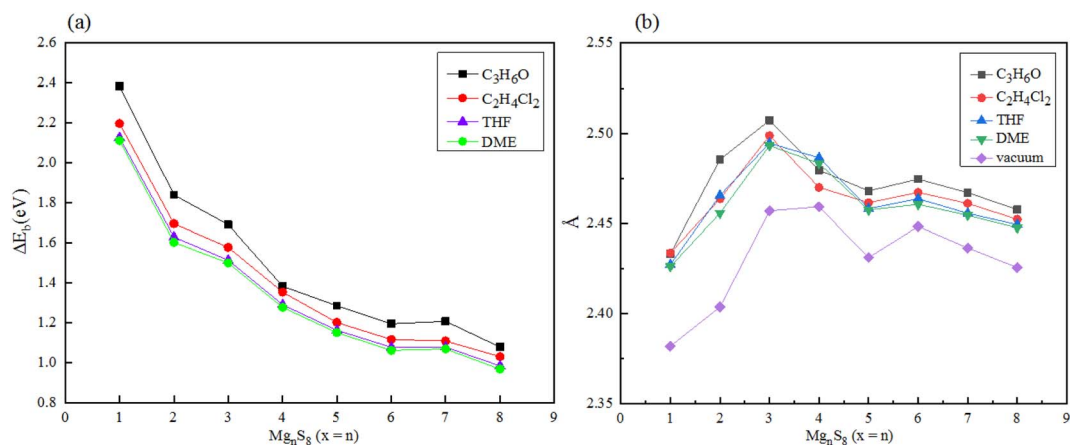 (a)
2.6
2.4
2.2
2.0
1.8
1.6
1.4
1.2
1.0
0.8
ΔE_b(eV)
C₃H₆O
C₂H₄Cl₂
THF
DME
0 1 2 3 4 5 6 7 8 9
MgₙS₈ (x = n)
(b)
2.55
2.50
2.45
2.40
2.35
Å
C₃H₆O
C₂H₄Cl₂
THF
DME
vacuum
0 1 2 3 4 5 6 7 8 9
MgₙS₈ (x = n)